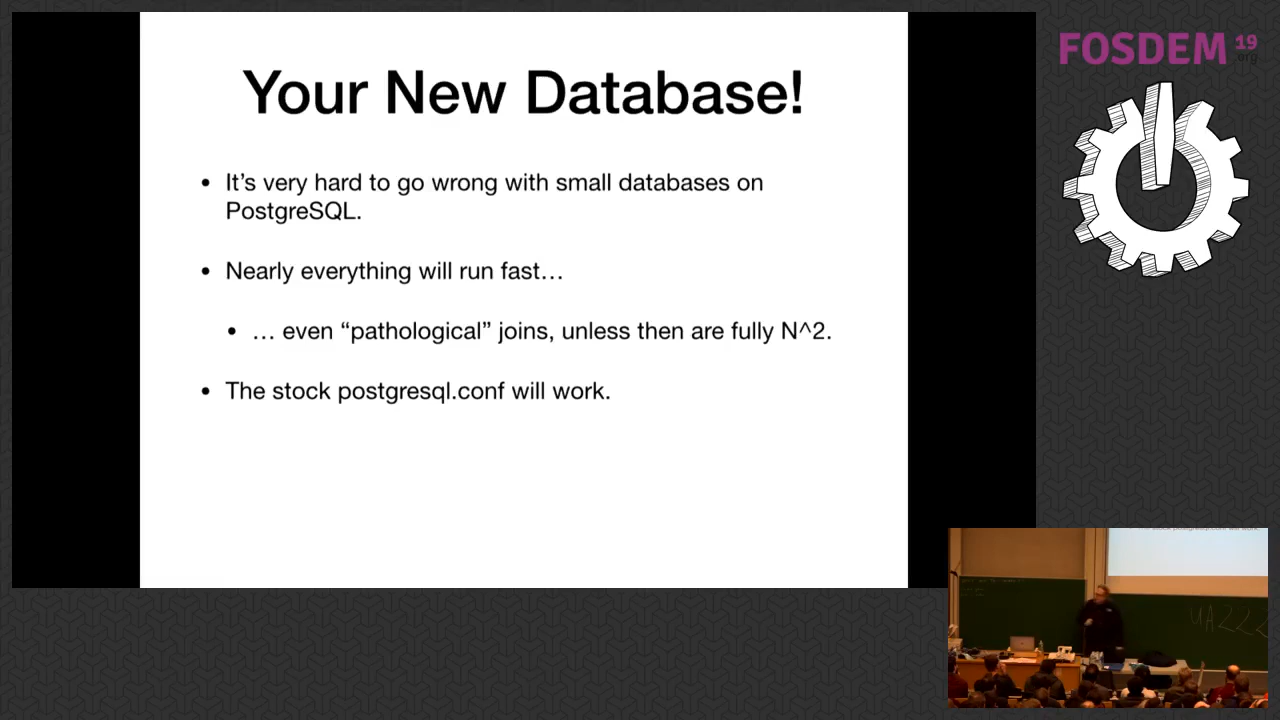 FOSDEM 19
.org
Your New Database!
• It’s very hard to go wrong with small databases on
PostgreSQL.
• Nearly everything will run fast…
• … even “pathological” joins, unless then are fully N^2.
• The stock postgresql.conf will work.